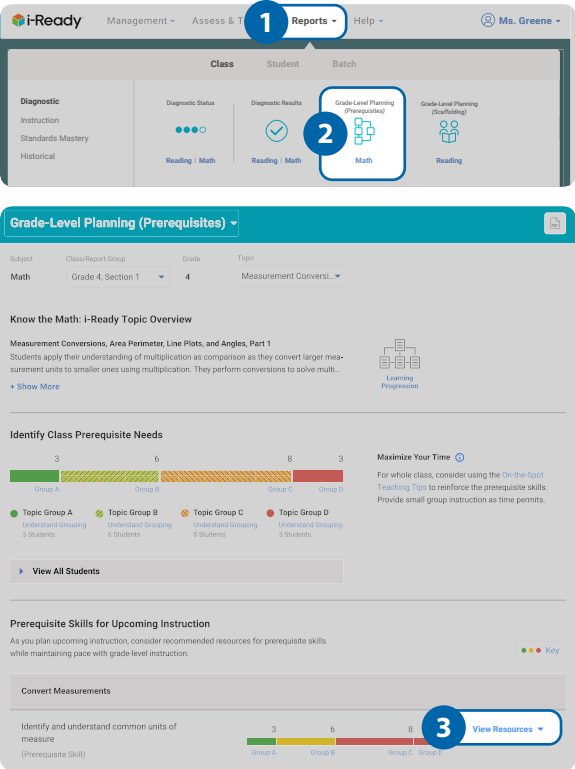 i-Ready
Management
Assess & T
1
Reports
Help
Ms. Greene
Class
Student
Batch
Diagnostic
Instruction
Standards Mastery
Historical
Diagnostic Status
Reading | Math
Diagnostic Results
Reading | Math
2
Grade-Level Planning
(Prerequisites)
Math
Grade-Level Planning
(Scaffolding)
Reading
Grade-Level Planning (Prerequisites)
Subject
Class/Report Group
Grade
Topic
Math
Grade 4, Section 1
4
Measurement Conversi...
Know the Math: i-Ready Topic Overview
Measurement Conversions, Area Perimeter, Line Plots, and Angles, Part 1
Students apply their understanding of multiplication as comparison as they convert larger mea-
surement units to smaller ones using multiplication. They perform conversions to solve multi...
+ Show More
Learning
Progression
Identify Class Prerequisite Needs
3
6
8
3
Group A
Group B
Group C
Group D
Topic Group A
Understand Grouping
3 Students
Topic Group B
Understand Grouping
6 Students
Topic Group C
Understand Grouping
8 Students
Topic Group D
Understand Grouping
3 Students
Maximize Your Time
For whole class, consider using the On-the-Spot
Teaching Tips to reinforce the prerequisite skills.
Provide small group instruction as time permits.
View All Students
Prerequisite Skills for Upcoming Instruction
As you plan upcoming instruction, consider recommended resources for prerequisite skills
while maintaining pace with grade-level instruction.
Key
Convert Measurements
Identify and understand common units of
measure
(Prerequisite Skill)
3
6
8
Group A
Group B
Group C
Group D
3
View Resources